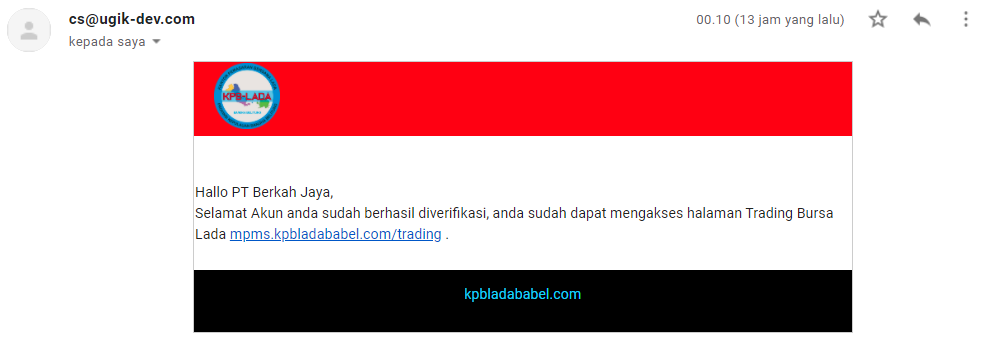 cs@ugik-dev.com
00.10 (13 jam yang lalu)
kepada saya
KPB-LADA
Hallo PT Berkah Jaya,
Selamat Akun anda sudah berhasil diverifikasi, anda sudah dapat mengakses halaman Trading Bursa
Lada mpms.kpbladababel.com/trading .
kpbladababel.com